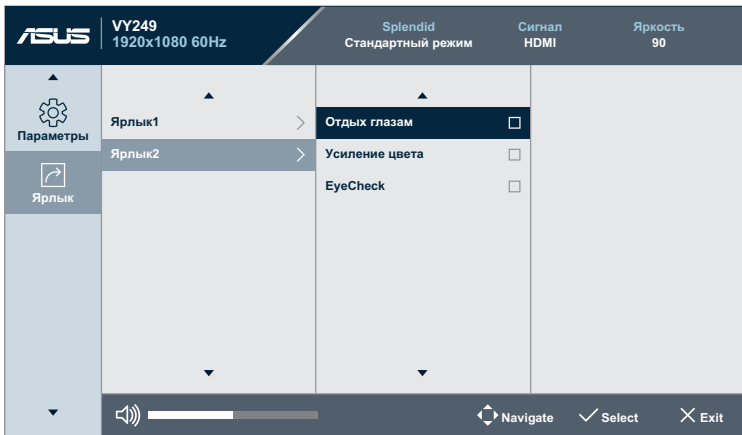 ASUS
VY249
1920x1080 60Hz
Splendid
Стандартный режим
Сигнал
HDMI
Яркость
90
Параметры
Ярлык
Ярлык1
Ярлык2
Отдых глазам
Усиление цвета
EyeCheck
Navigate
Select
Exit